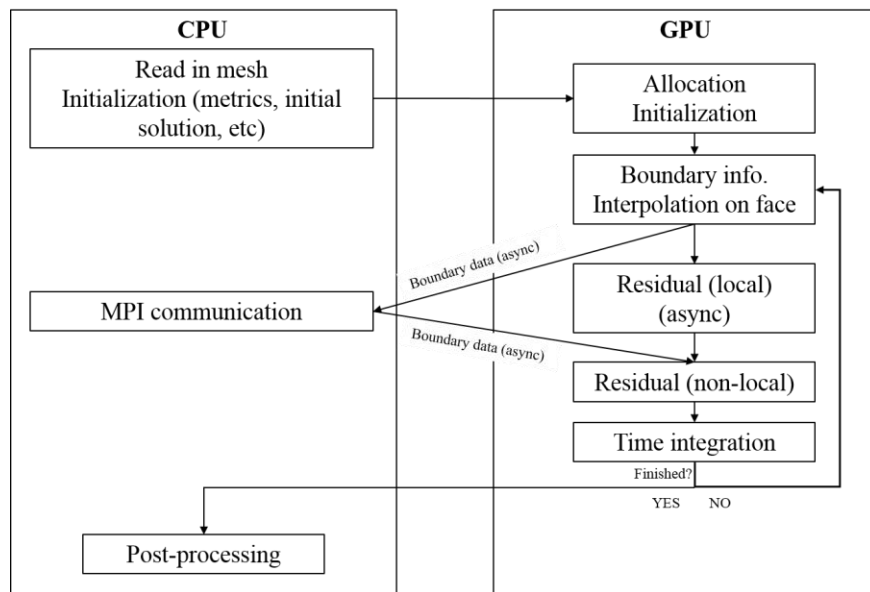 CPU
Read in mesh
Initialization (metrics, initial
solution, etc)
MPI communication
Post-processing
Boundary data (async)
Boundary data (async)
GPU
Allocation
Initialization
Boundary info.
Interpolation on face
Residual (local)
(async)
Residual (non-local)
Time integration
Finished?
YES NO